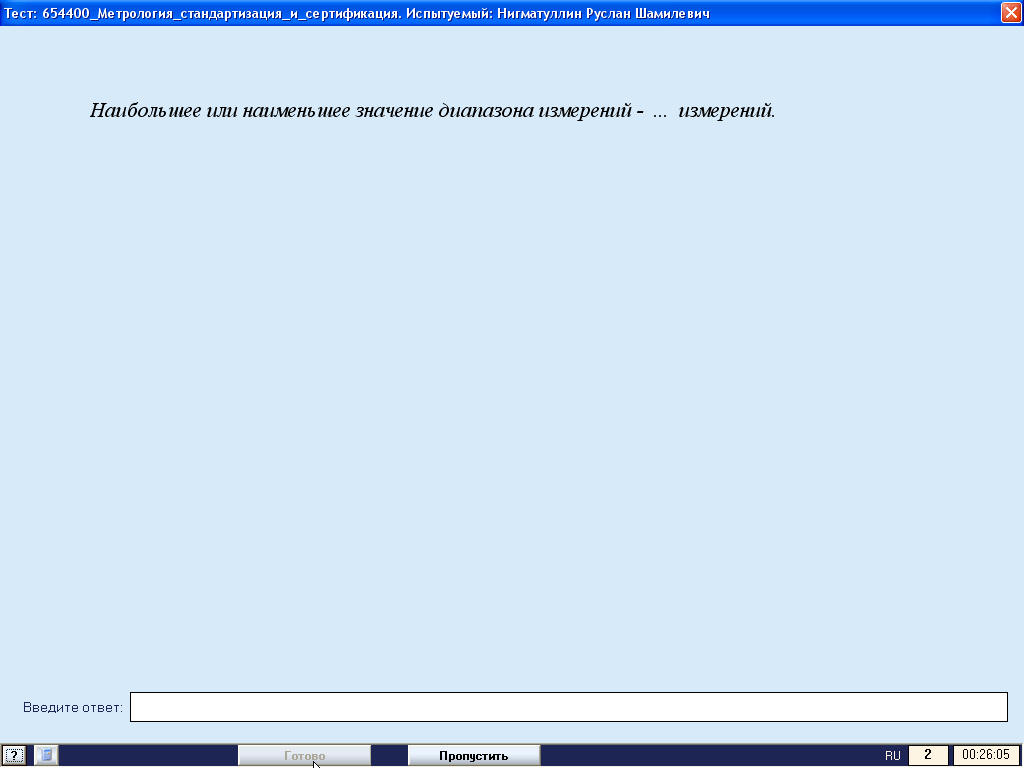 Тест: 654400_Метрология_стандартизация_и_сертификация. Испытуемый: Нигматуллин Руслан Шамилевич
Наибольшее или наименьшее значение диапазона измерений - ... измерений.
Введите ответ:
? Готово Пропустить RU 2 00:26:05